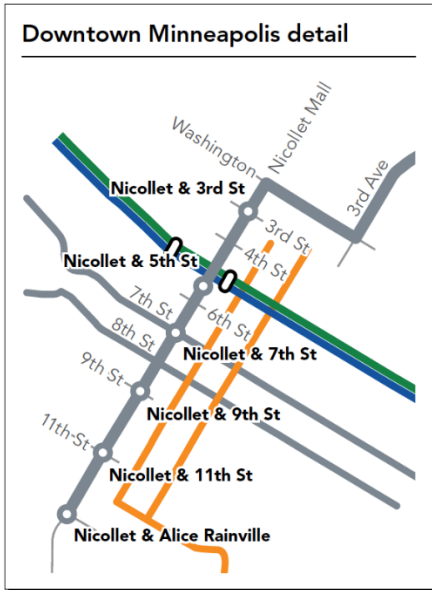 Downtown Minneapolis detail
Washington
Nicollet Mall
3rd Ave
Nicollet & 3rd St
3rd St
4th St
Nicollet & 5th St
6th St
7th St
Nicollet & 7th St
8th St
9th St
Nicollet & 9th St
11th St
Nicollet & 11th St
Nicollet & Alice Rainville